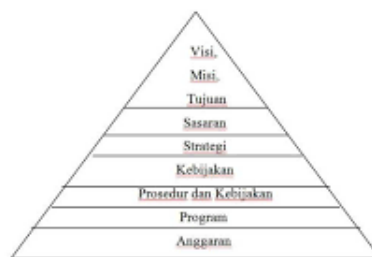 Visi,
Misi,
Tujuan
Sasaran
Strategi
Kebijakan
Prosedur dan Kebijakan
Program
Anggaran